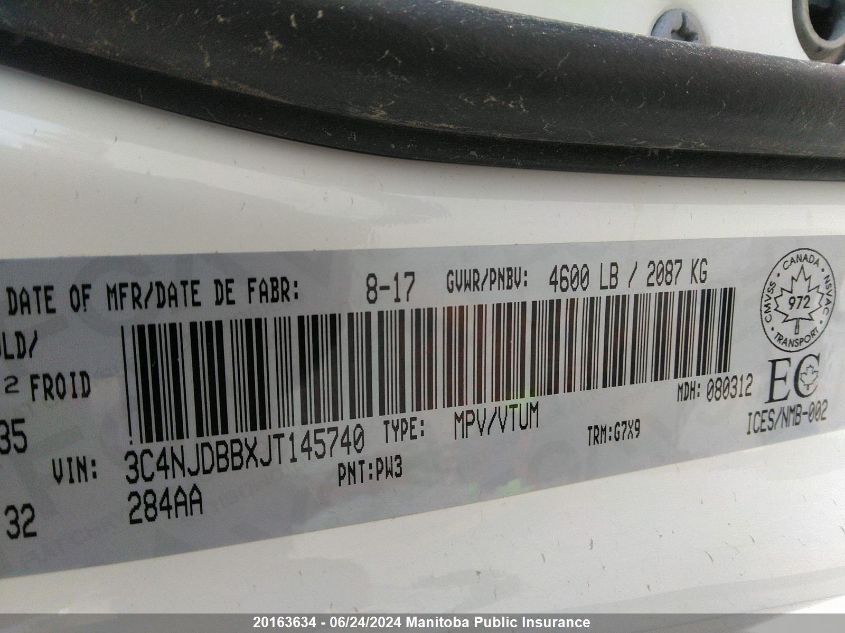 DATE OF MFR/DATE DE FABR: 8-17 GVWR/PNBV: 4600 LB / 2087 KG
CANADA
CMVSS NSVAC
972
TRANSPORT
OLD/
2 FROID
EC
MDH: 080312
35
ICES/NMB-002
VIN: 3C4NJDBBXJT145740 TYPE: MPV/VTUM TRM:G7X9
PNT:PW3
32
284AA
20163634 / 06/24/2024 Manitoba Public Insurance